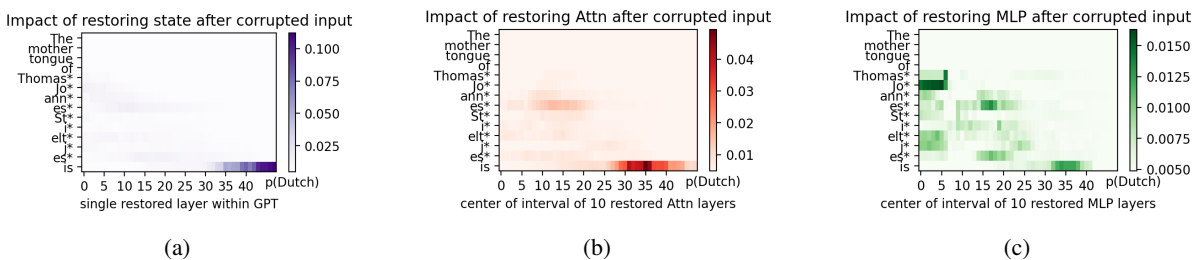 Impact of restoring state after corrupted input
The
mother
tongue
of
Thomas*
Jo*
ann*
es*
St*
j*
elt*
j*
es*
is
0 5 10 15 20 25 30 35 40
single restored layer within GPT
0.100
0.075
0.050
0.025
p(Dutch)
(a)
Impact of restoring Attn after corrupted input
The
mother
tongue
of
Thomas*
Jo*
ann*
es*
St*
j*
elt*
j*
es*
is
0 5 10 15 20 25 30 35 40
center of interval of 10 restored Attn layers
0.04
0.03
0.02
0.01
p(Dutch)
(b)
Impact of restoring MLP after corrupted input
The
mother
tongue
of
Thomas*
Jo*
ann*
es*
St*
j*
elt*
j*
es*
is
0 5 10 15 20 25 30 35 40
center of interval of 10 restored MLP layers
0.0150
0.0125
0.0100
0.0075
0.0050
p(Dutch)
(c)